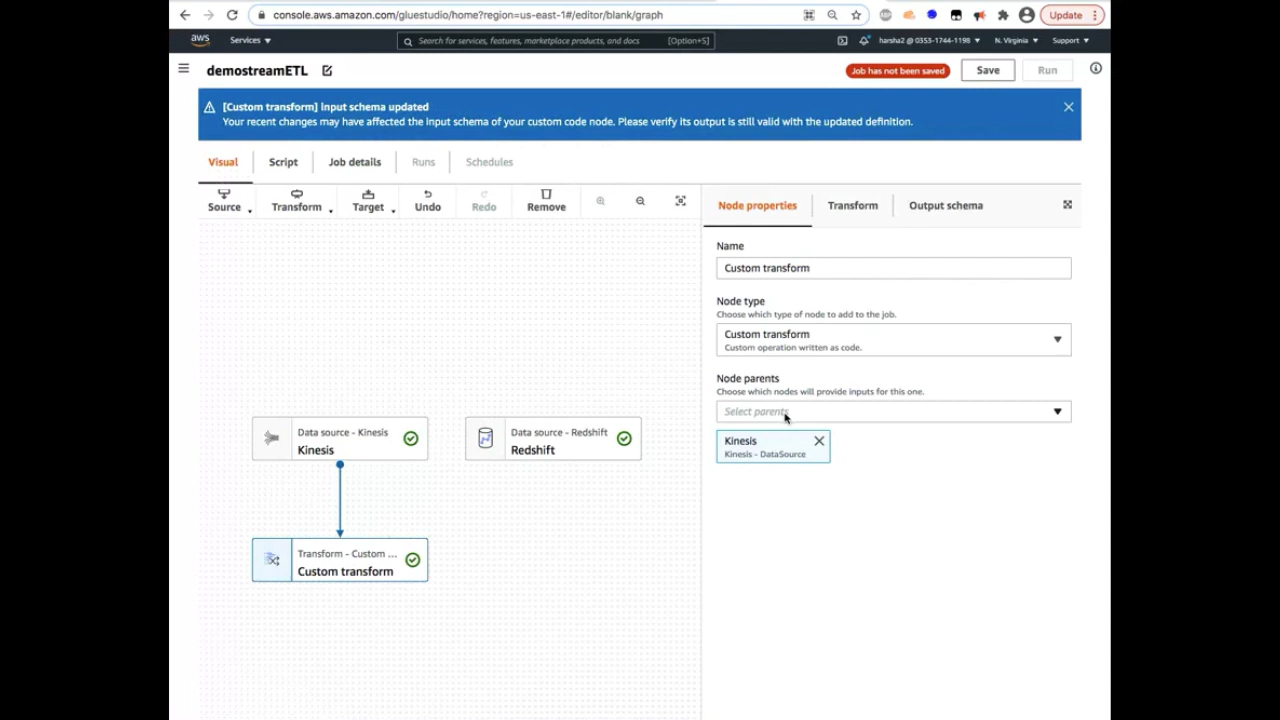 console.aws.amazon.com/gluestudio/home?region=us-east-1#/editor/blank/graph
Update
aws
Services
Search for services, features, marketplace products, and docs
[Option+S]
harsha2 @ 0353-1744-1198
N. Virginia
Support
demostreamETL
Job has not been saved
Save
Run
[Custom transform] Input schema updated
Your recent changes may have affected the input schema of your custom code node. Please verify its output is still valid with the updated definition.
Visual
Script
Job details
Runs
Schedules
Source
Transform
Target
Undo
Redo
Remove
Node properties
Transform
Output schema
Name
Custom transform
Node type
Choose which type of node to add to the job.
Custom transform
Custom operation written as code.
Node parents
Choose which nodes will provide inputs for this one.
Select parents
Kinesis
Kinesis - DataSource
Data source - Kinesis
Kinesis
Data source - Redshift
Redshift
Transform - Custom ...
Custom transform